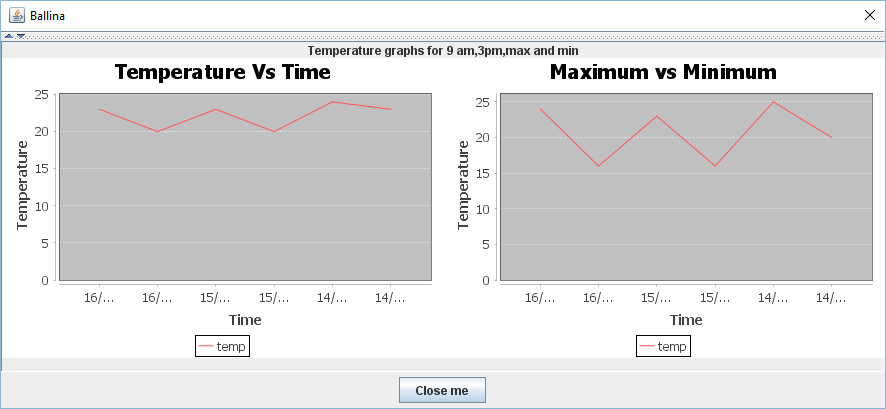 Ballina
Temperature graphs for 9 am,3pm,max and min
Temperature Vs Time
Temperature
25
20
15
10
5
0
16/...
16/...
15/...
15/...
14/...
14/...
Time
temp
Maximum vs Minimum
Temperature
25
20
15
10
5
0
16/...
16/...
15/...
15/...
14/...
14/...
Time
temp
Close me